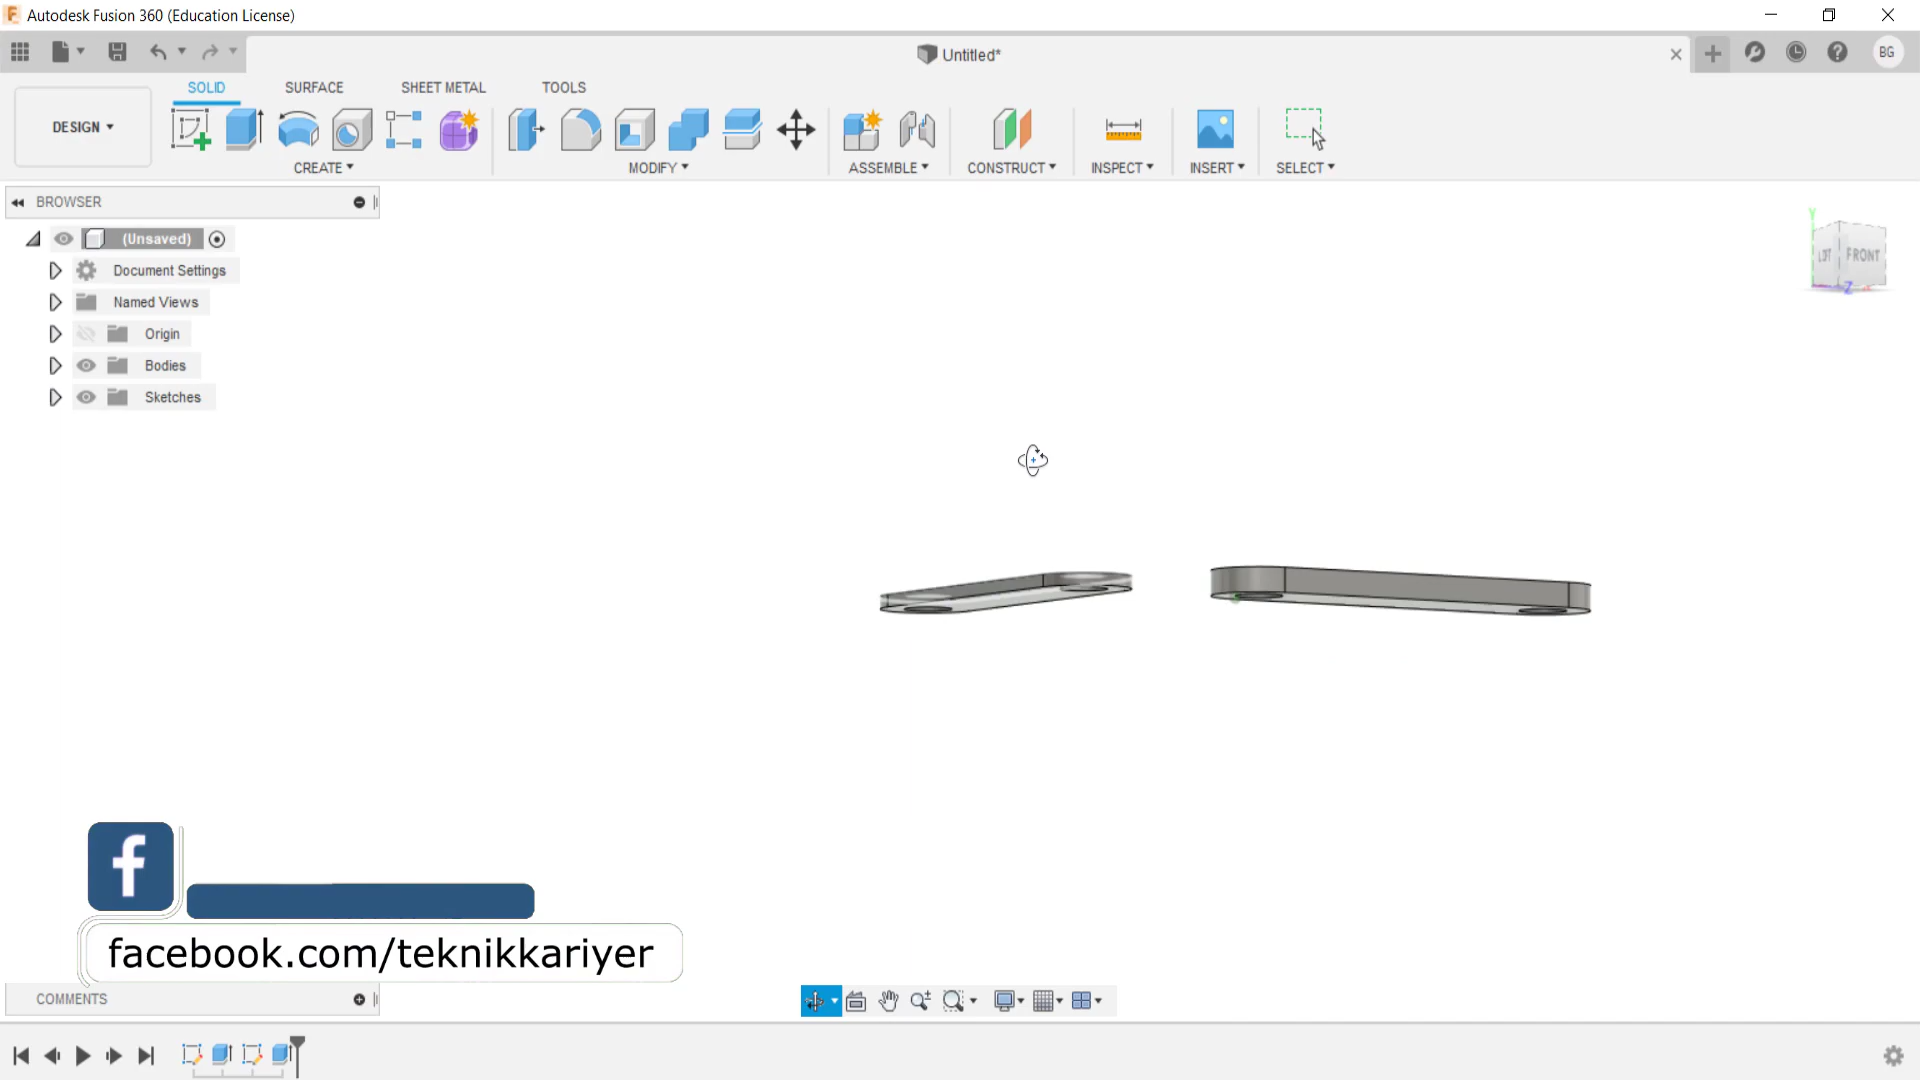 Autodesk Fusion 360 (Education License)
Untitled*
BG
DESIGN
SOLID
SURFACE
SHEET METAL
TOOLS
CREATE
MODIFY
ASSEMBLE
CONSTRUCT
INSPECT
INSERT
SELECT
BROWSER
(Unsaved)
Document Settings
Named Views
Origin
Bodies
Sketches
Y
FRONT
Z
f
facebook.com/teknikkariyer
COMMENTS